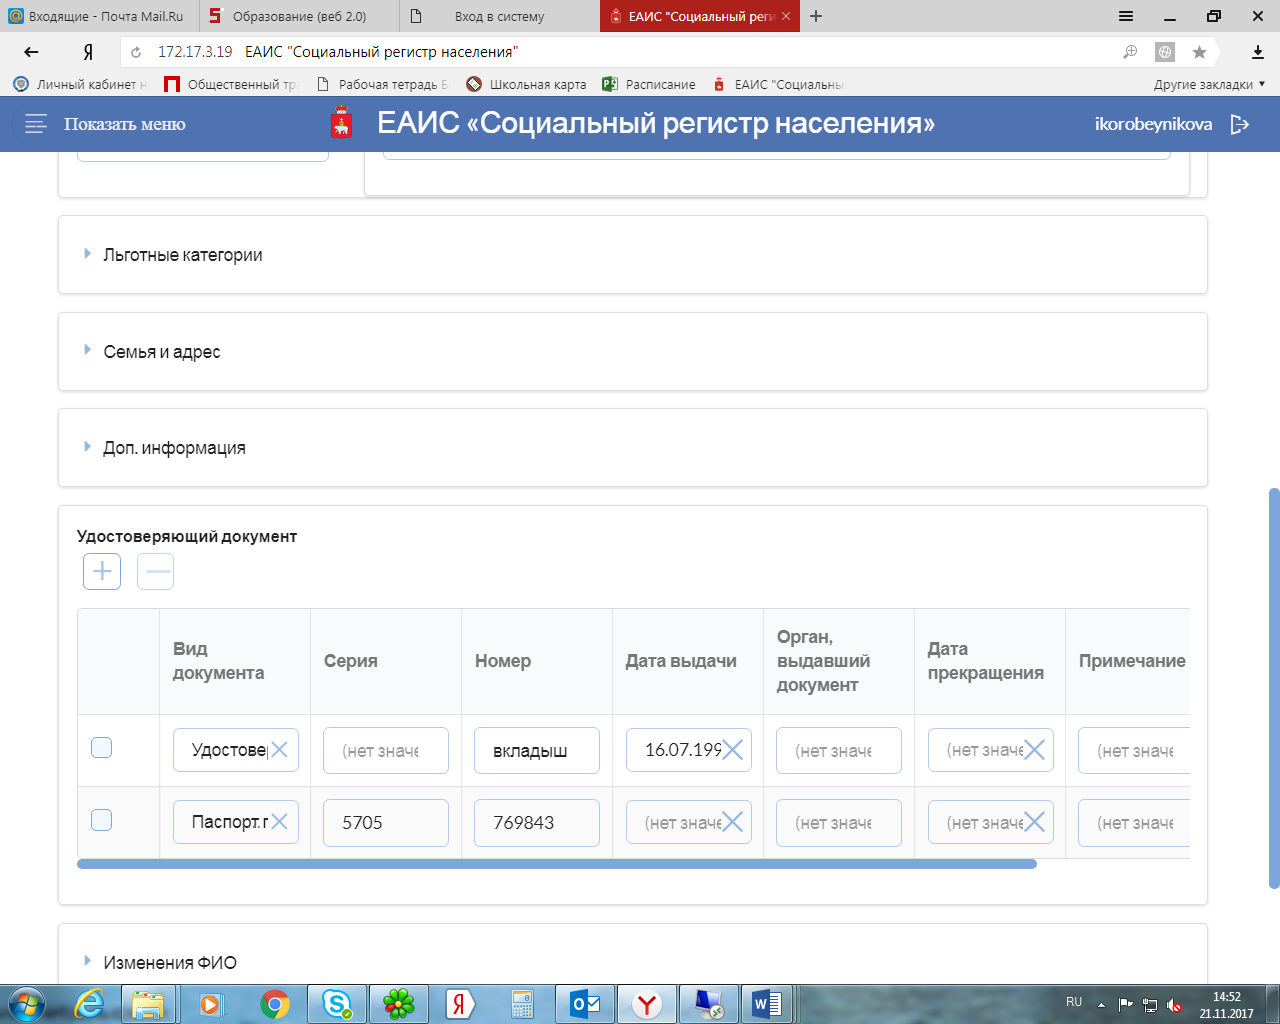 Входящие - Почта Mail.Ru
Образование (веб 2.0)
Вход в систему
ЕАИС "Социальный реги
Я
172.17.3.19 ЕАИС "Социальный регистр населения"
Личный кабинет н
Общественный тра
Рабочая тетрадь Б
Школьная карта
Расписание
ЕАИС "Социальны
Другие закладки
Показать меню
ЕАИС «Социальный регистр населения»
ikorobeynikova
Льготные категории
Семья и адрес
Доп. информация
Удостоверяющий документ
Вид документа
Серия
Номер
Дата выдачи
Орган, выдавший документ
Дата прекращения
Примечание
Удостовер
(нет значе
вкладыш
16.07.199
(нет значе
(нет значе
(нет значе
Паспорт г
5705
769843
(нет значе
(нет значе
(нет значе
(нет значе
Изменения ФИО
RU
14:52
21.11.2017